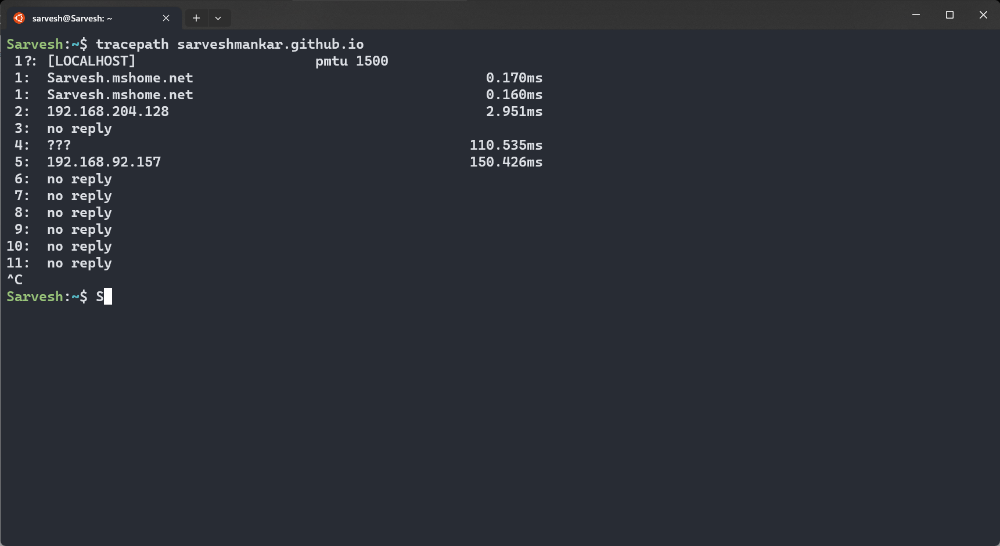 sarvesh@Sarvesh: ~
Sarvesh:~$ tracepath sarveshmankar.github.io
 1?: [LOCALHOST]                      pmtu 1500
 1:  Sarvesh.mshome.net                                    0.170ms
 1:  Sarvesh.mshome.net                                    0.160ms
 2:  192.168.204.128                                       2.951ms
 3:  no reply
 4:  ???                                                 110.535ms
 5:  192.168.92.157                                      150.426ms
 6:  no reply
 7:  no reply
 8:  no reply
 9:  no reply
10:  no reply
11:  no reply
^C
Sarvesh:~$ S